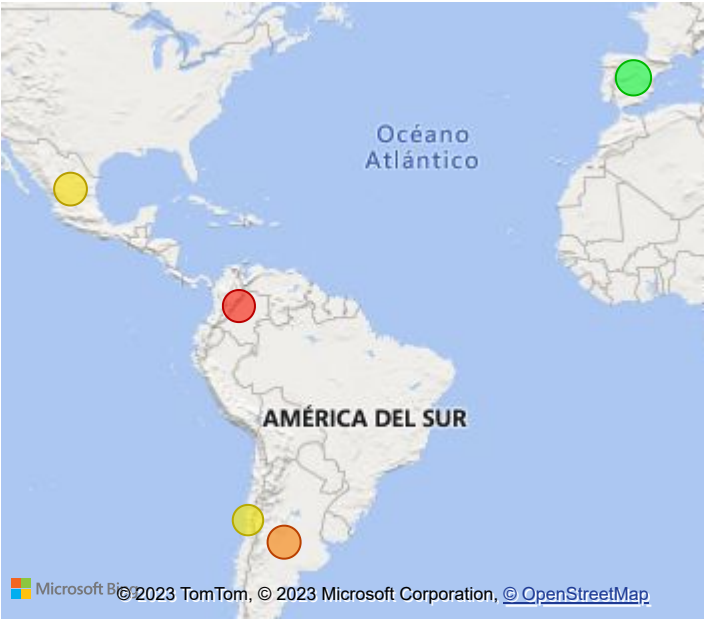 Océano
Atlántico
AMÉRICA DEL SUR
Microsoft Bing
© 2023 TomTom, © 2023 Microsoft Corporation, © OpenStreetMap